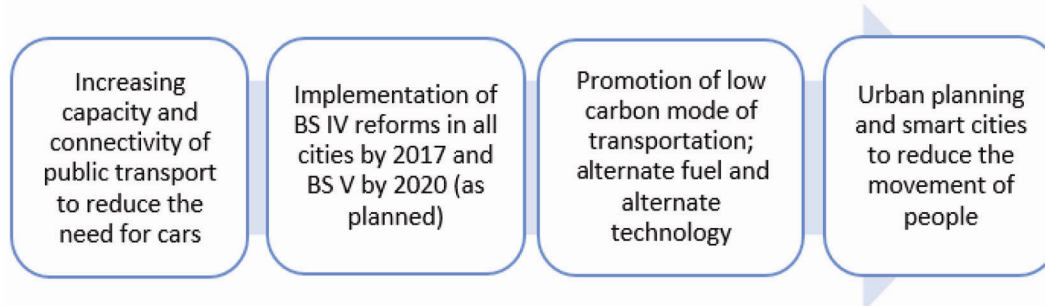 Increasing
capacity and
connectivity of
public transport
to reduce the
need for cars
Implementation of
BS IV reforms in all
cities by 2017 and
BS V by 2020 (as
planned)
Promotion of low
carbon mode of
transportation;
alternate fuel and
alternate
technology
Urban planning
and smart cities
to reduce the
movement of
people